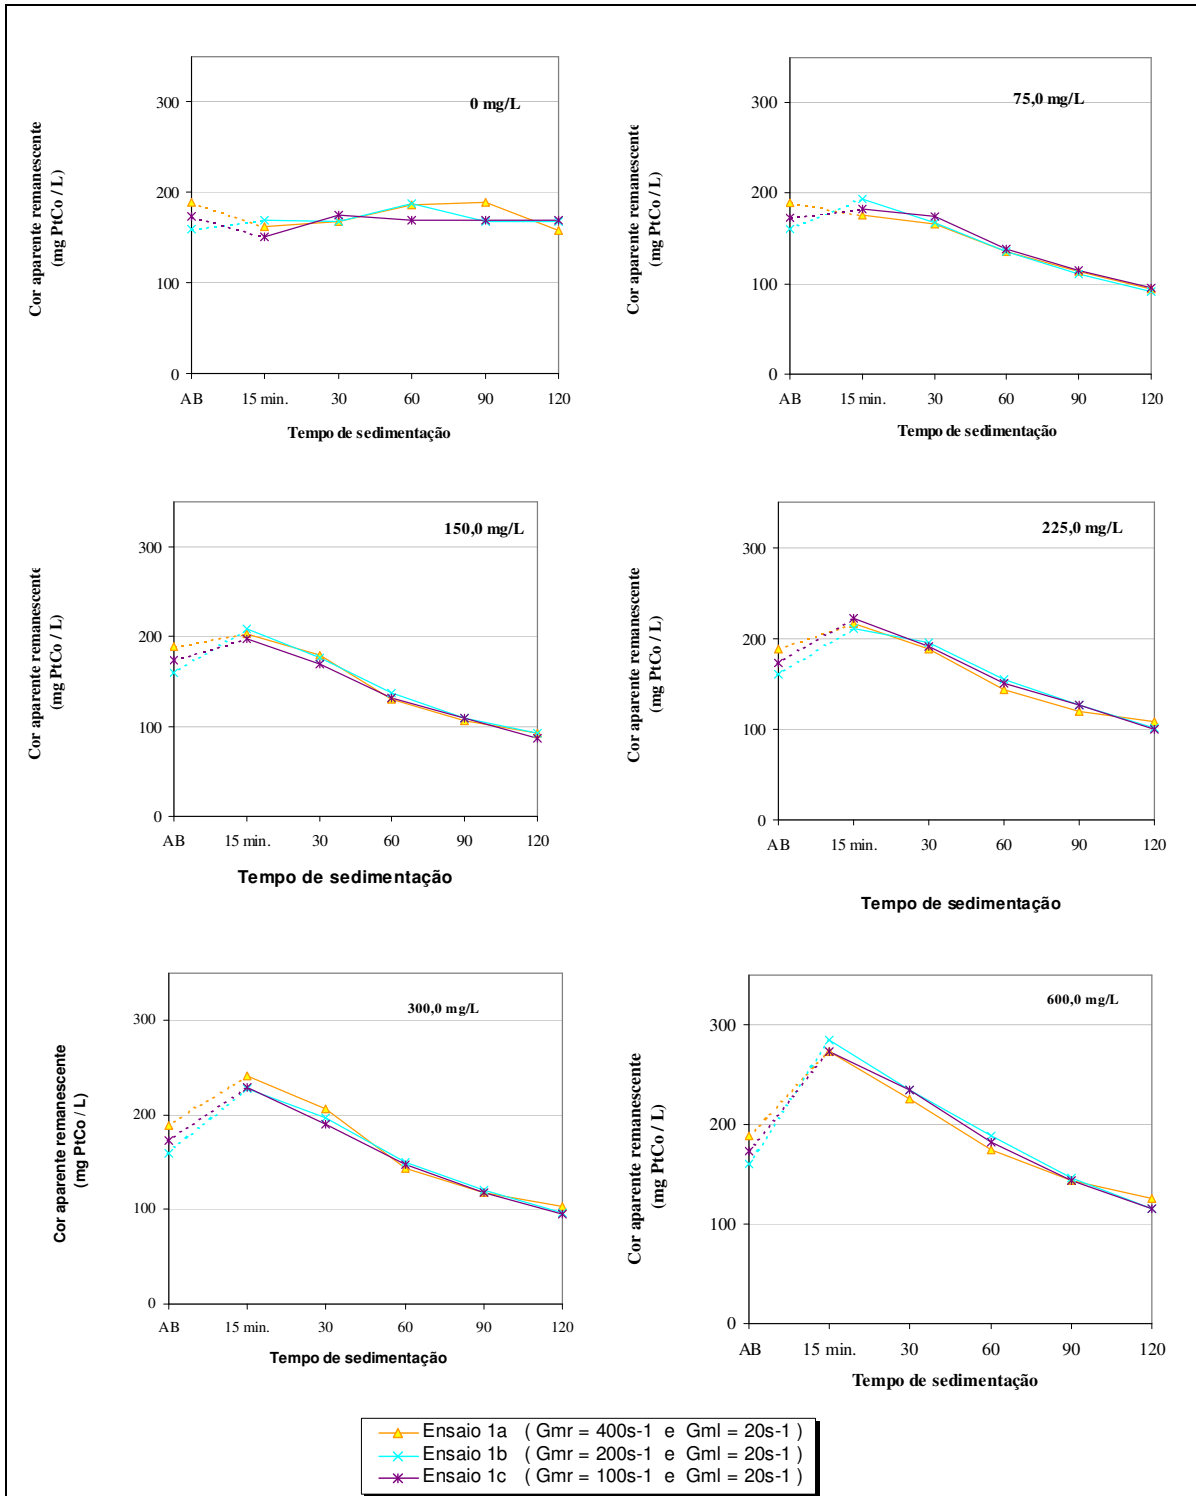 0 mg/L
Cor aparente remanescente
(mg PtCo / L)
300
200
100
0
AB 15 min. 30 60 90 120
Tempo de sedimentação
75,0 mg/L
Cor aparente remanescente
(mg PtCo / L)
300
200
100
0
AB 15 min. 30 60 90 120
Tempo de sedimentação
150,0 mg/L
Cor aparente remanescente
(mg PtCo / L)
300
200
100
0
AB 15 min. 30 60 90 120
Tempo de sedimentação
225,0 mg/L
Cor aparente remanescente
(mg PtCo / L)
300
200
100
0
AB 15 min. 30 60 90 120
Tempo de sedimentação
300,0 mg/L
Cor aparente remanescente
(mg PtCo / L)
300
200
100
0
AB 15 min. 30 60 90 120
Tempo de sedimentação
600,0 mg/L
Cor aparente remanescente
(mg PtCo / L)
300
200
100
0
AB 15 min. 30 60 90 120
Tempo de sedimentação
Ensaio 1a ( Gmr = 400s-1 e Gml = 20s-1 )
Ensaio 1b ( Gmr = 200s-1 e Gml = 20s-1 )
Ensaio 1c ( Gmr = 100s-1 e Gml = 20s-1 )